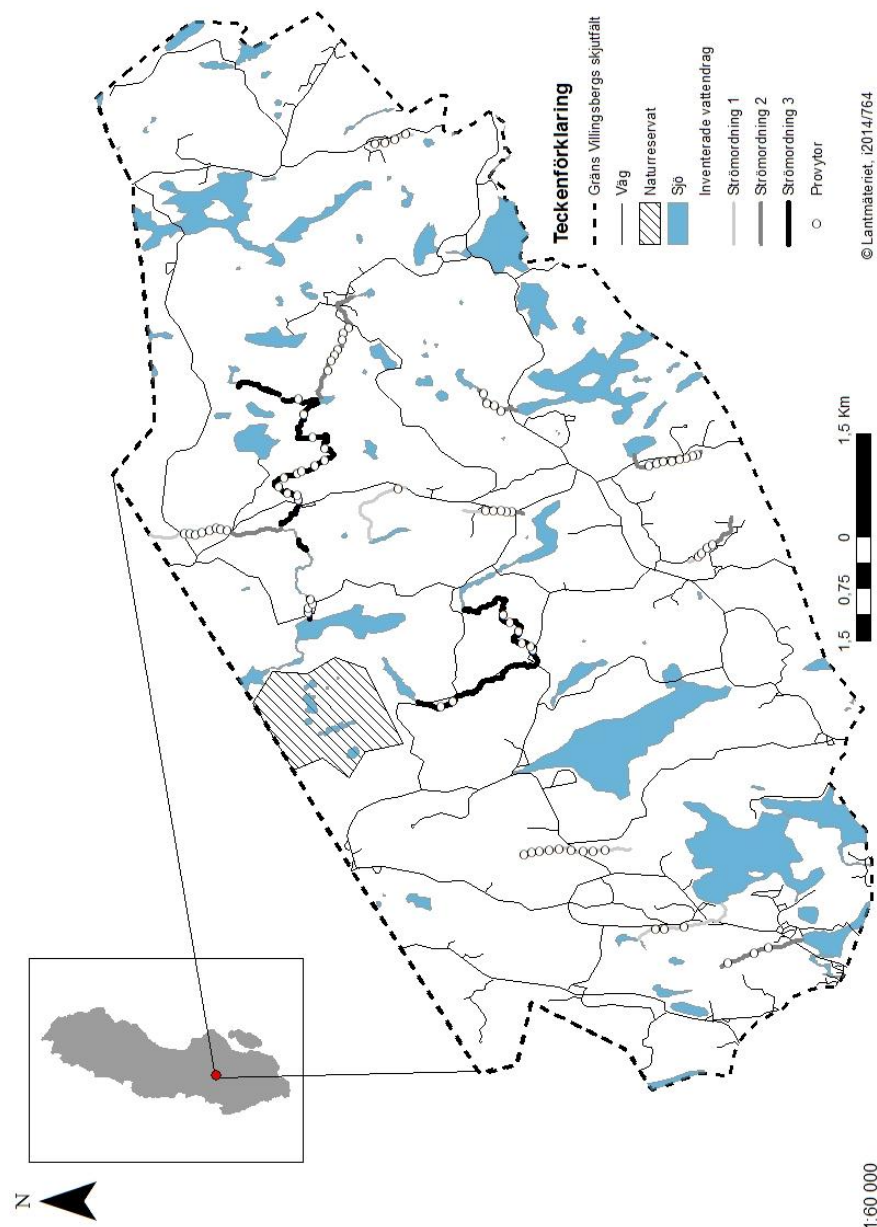 N
Teckenförklaring
Gräns Villingsbergs skjutfält
Väg
Naturreservat
Sjö
Inventerade vattendrag
Strömordning 1
Strömordning 2
Strömordning 3
Provytor
1,5 0,75 0 1,5 Km
1:60 000
© Lantmäteriet, i2014/764